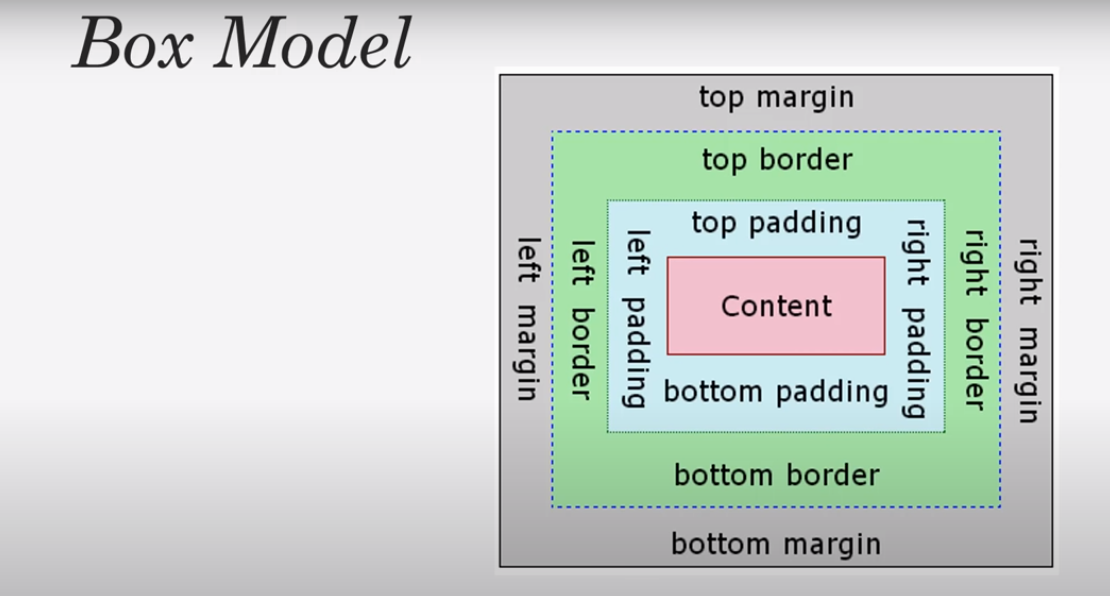 Box Model
top margin
top border
top padding
left margin
left border
left padding
Content
right padding
right border
right margin
bottom padding
bottom border
bottom margin